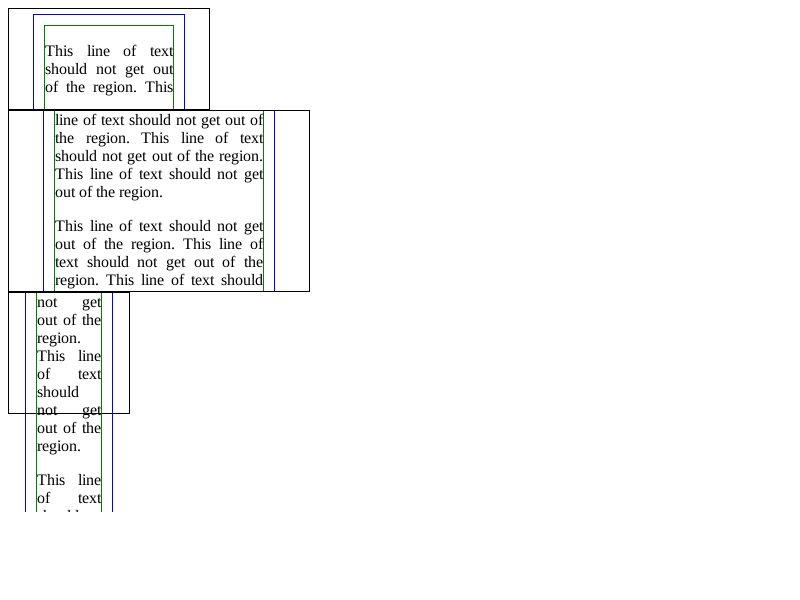 This line of text
should not get out
of the region. This
line of text should not get out of
the region. This line of text
should not get out of the region.
This line of text should not get
out of the region.
This line of text should not get
out of the region. This line of
text should not get out of the
region. This line of text should
not get
out of the
region.
This line
of text
should
not get
out of the
region.
This line
of text